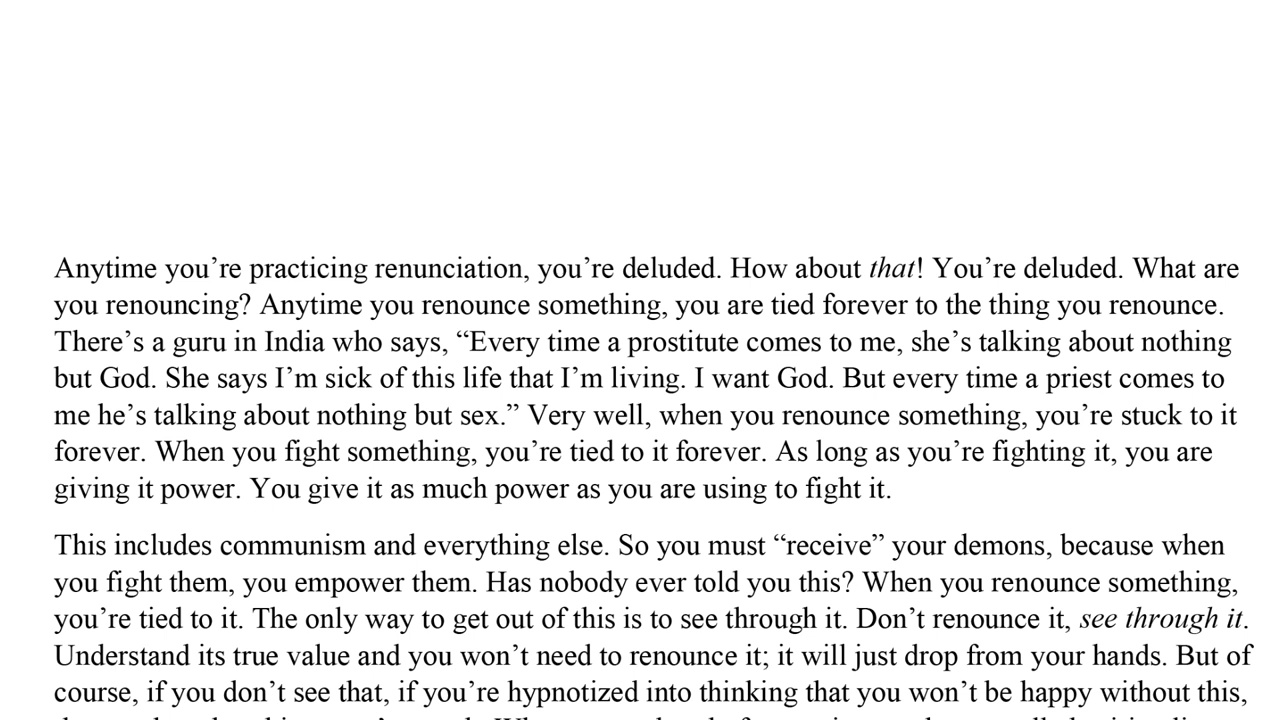 Anytime you’re practicing renunciation, you’re deluded. How about that! You’re deluded. What are
you renouncing? Anytime you renounce something, you are tied forever to the thing you renounce.
There’s a guru in India who says, “Every time a prostitute comes to me, she’s talking about nothing
but God. She says I’m sick of this life that I’m living. I want God. But every time a priest comes to
me he’s talking about nothing but sex.” Very well, when you renounce something, you’re stuck to it
forever. When you fight something, you’re tied to it forever. As long as you’re fighting it, you are
giving it power. You give it as much power as you are using to fight it.
This includes communism and everything else. So you must “receive” your demons, because when
you fight them, you empower them. Has nobody ever told you this? When you renounce something,
you’re tied to it. The only way to get out of this is to see through it. Don’t renounce it, see through it.
Understand its true value and you won’t need to renounce it; it will just drop from your hands. But of
course, if you don’t see that, if you’re hypnotized into thinking that you won’t be happy without this,